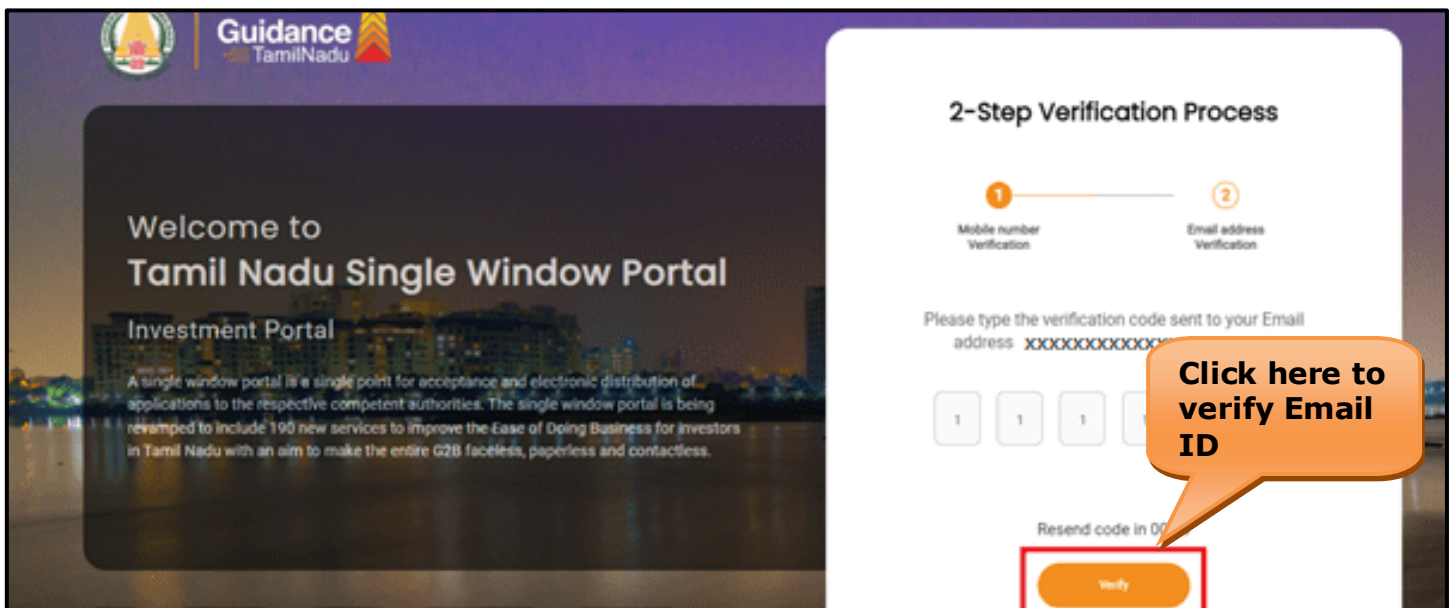 Guidance
TamilNadu
Welcome to
Tamil Nadu Single Window Portal
Investment Portal
A single window portal is a single point for acceptance and electronic distribution of
applications to the respective competent authorities. The single window portal is being
revamped to include 190 new services to improve the Ease of Doing Business for investors
in Tamil Nadu with an aim to make the entire G2B faceless, paperless and contactless.
2-Step Verification Process
1
2
Mobile number
Verification
Email address
Verification
Please type the verification code sent to your Email
address XXXXXXXXXXXXX
1 1 1 1
Click here to
verify Email
ID
Resend code in 00
Verify